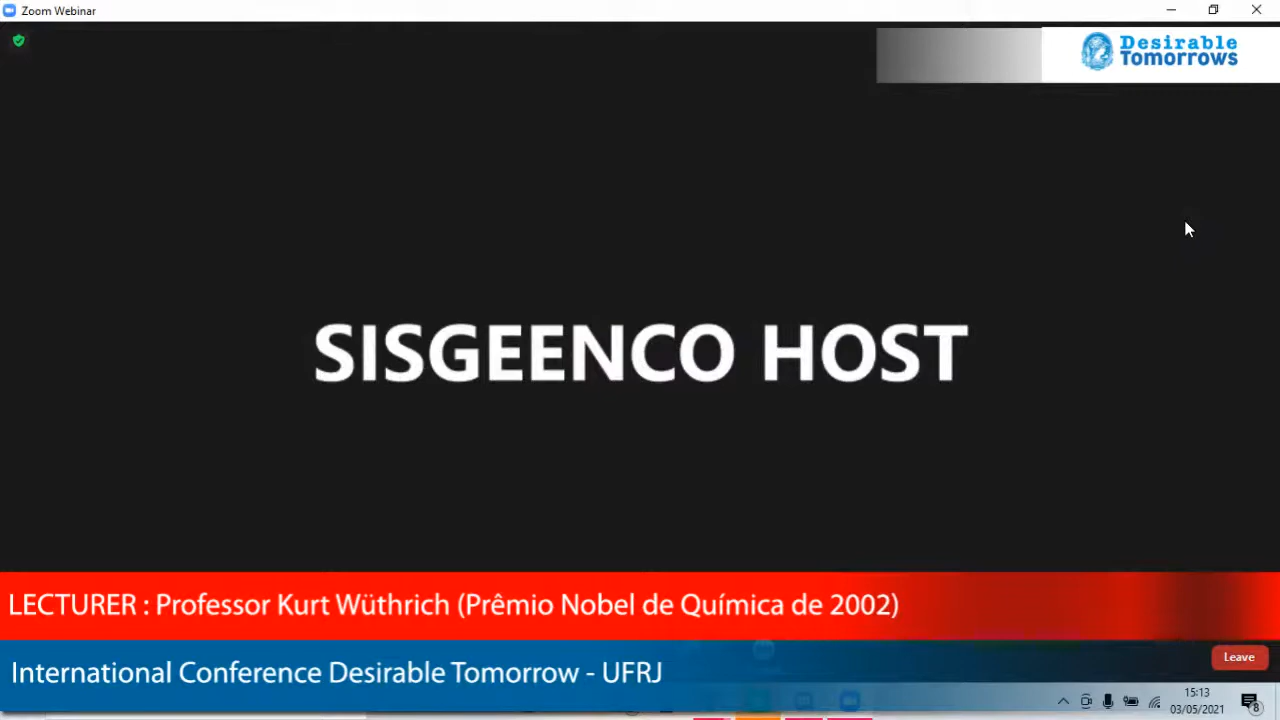 Zoom Webinar
Desirable
Tomorrows
SISGEENCO HOST
LECTURER : Professor Kurt Wüthrich (Prêmio Nobel de Química de 2002)
International Conference Desirable Tomorrow - UFRJ
Leave
15:13
03/05/2021
8